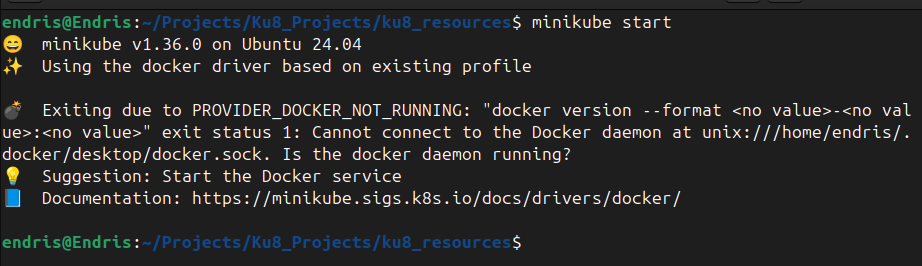 endris@Endris:~/Projects/Ku8_Projects/ku8_resources$ minikube start
😄  minikube v1.36.0 on Ubuntu 24.04
✨  Using the docker driver based on existing profile
💣  Exiting due to PROVIDER_DOCKER_NOT_RUNNING: "docker version --format <no value>-<no val
ue>:<no value>" exit status 1: Cannot connect to the Docker daemon at unix:///home/endris/.
docker/desktop/docker.sock. Is the docker daemon running?
💡  Suggestion: Start the Docker service
📘  Documentation: https://minikube.sigs.k8s.io/docs/drivers/docker/
endris@Endris:~/Projects/Ku8_Projects/ku8_resources$